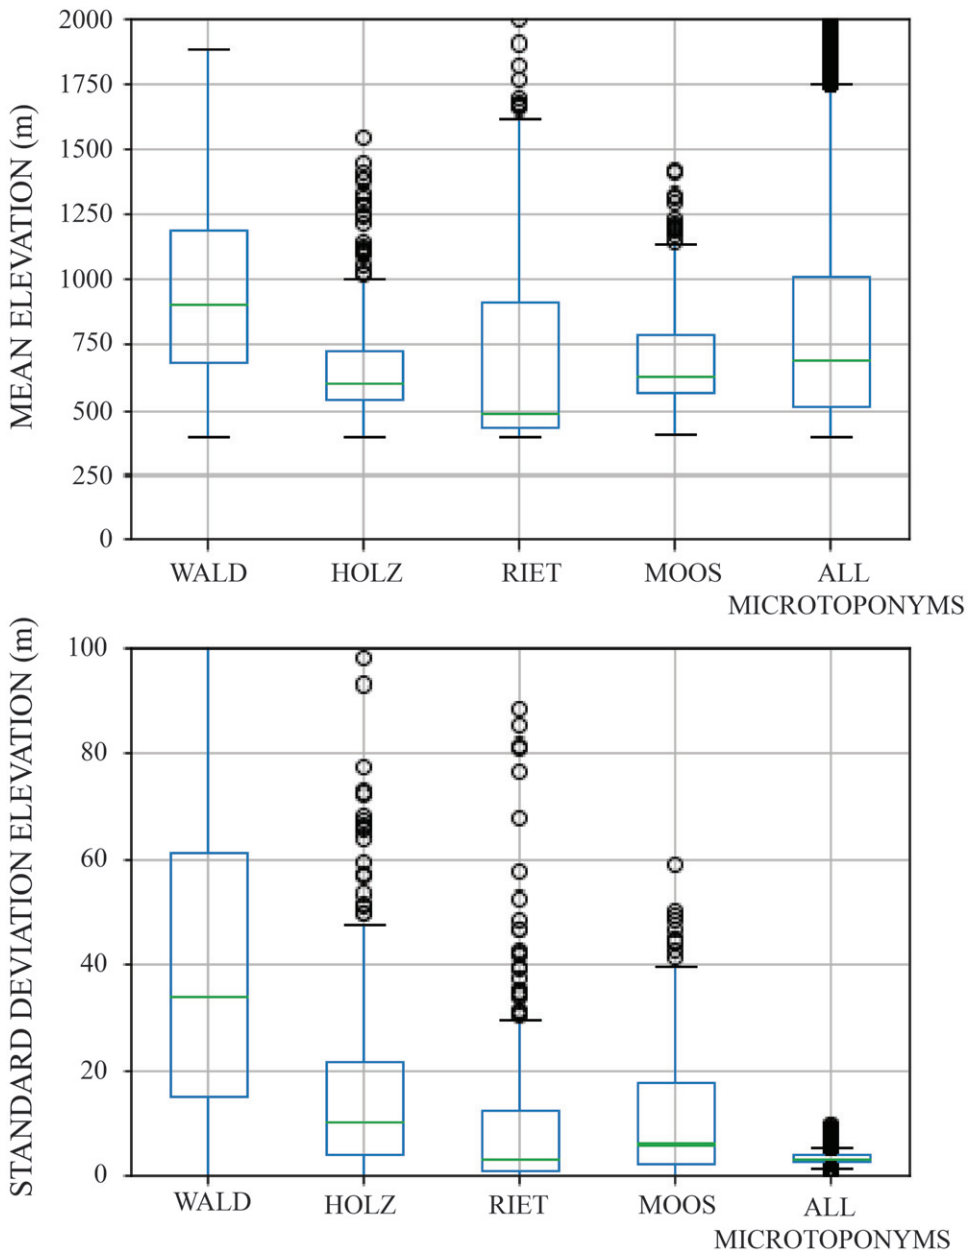 MEAN ELEVATION (m)
2000
1750
1500
1250
1000
750
500
250
0
WALD
HOLZ
RIET
MOOS
ALL
MICROTOPONYMS
STANDARD DEVIATION ELEVATION (m)
100
80
60
40
20
0
WALD
HOLZ
RIET
MOOS
ALL
MICROTOPONYMS